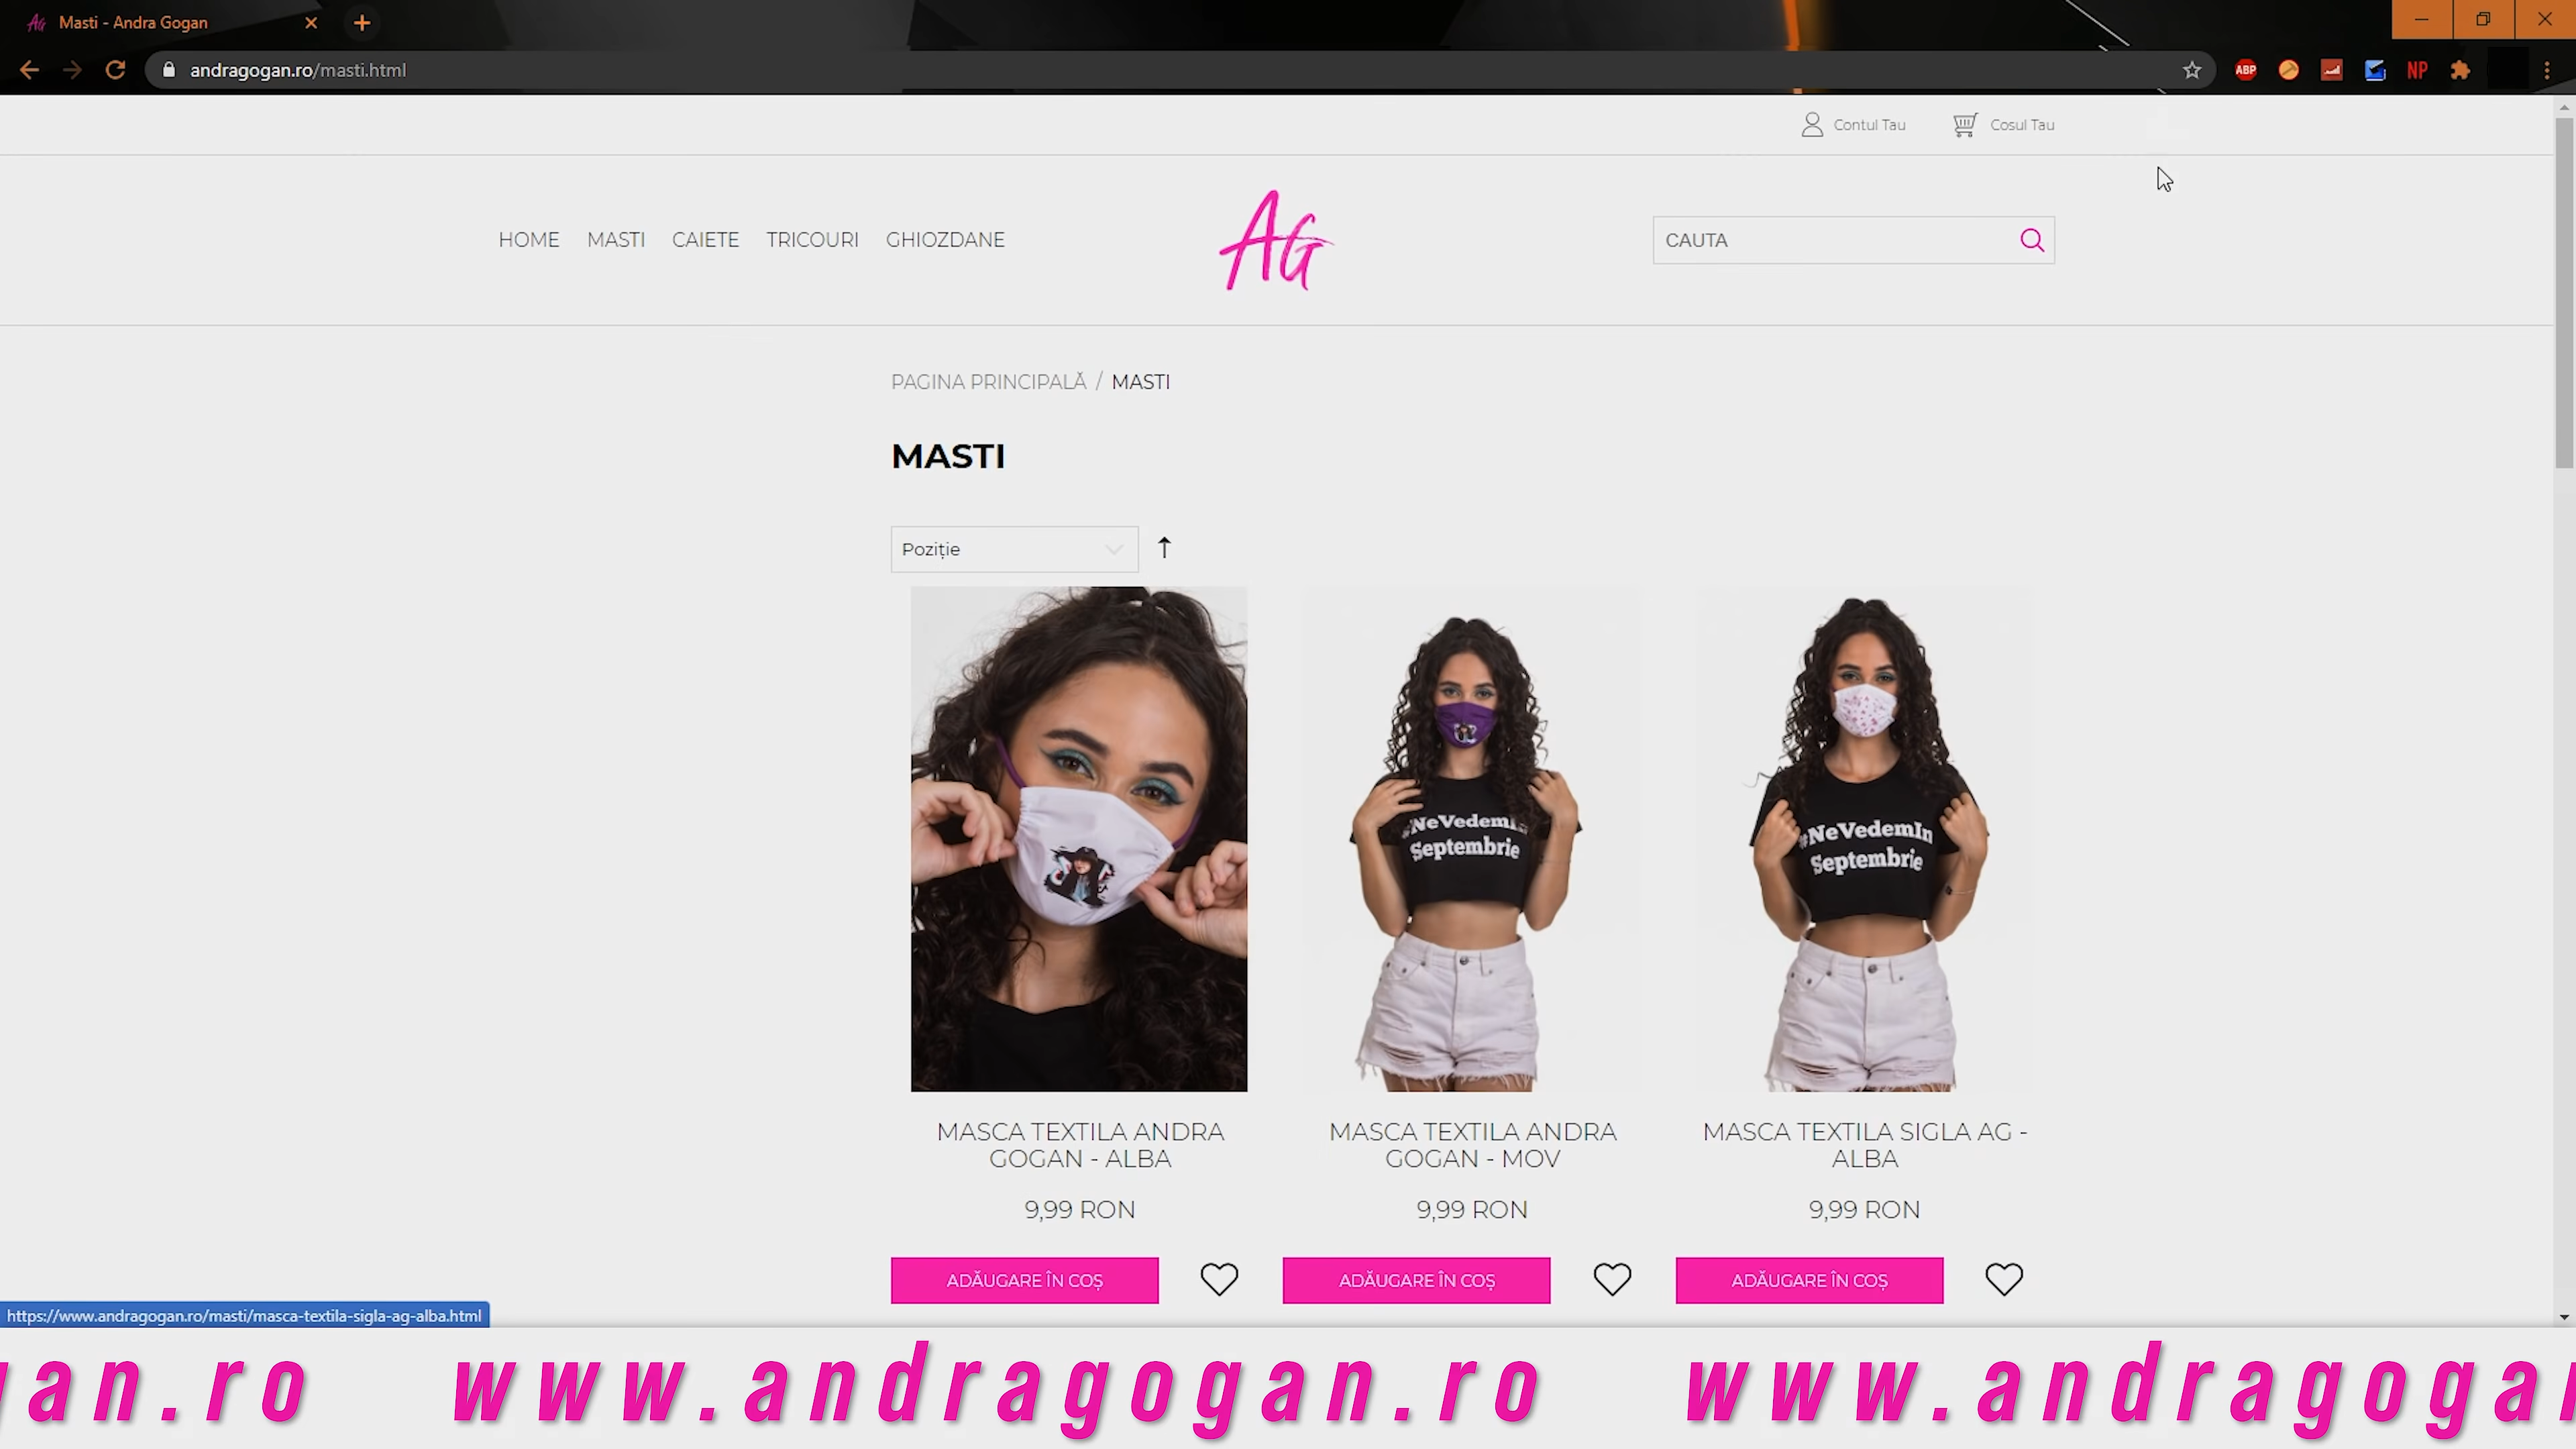 Masti - Andra Gogan
andragogan.ro/masti.html
ABP
NP
Contul Tau
Cosul Tau
HOME MASTI CAIETE TRICOURI GHIOZDANE
AG
CAUTA
PAGINA PRINCIPALĂ / MASTI
MASTI
Poziție
#NeVedemIn
Septembrie
#NeVedemIn
Septembrie
MASCA TEXTILA ANDRA
GOGAN - ALBA
9,99 RON
ADĂUGARE ÎN COȘ
MASCA TEXTILA ANDRA
GOGAN - MOV
9,99 RON
ADĂUGARE ÎN COȘ
MASCA TEXTILA SIGLA AG -
ALBA
9,99 RON
ADĂUGARE ÎN COȘ
https://www.andragogan.ro/masti/masca-textila-sigla-ag-alba.html
gan.ro www.andragogan.ro www.andragogan